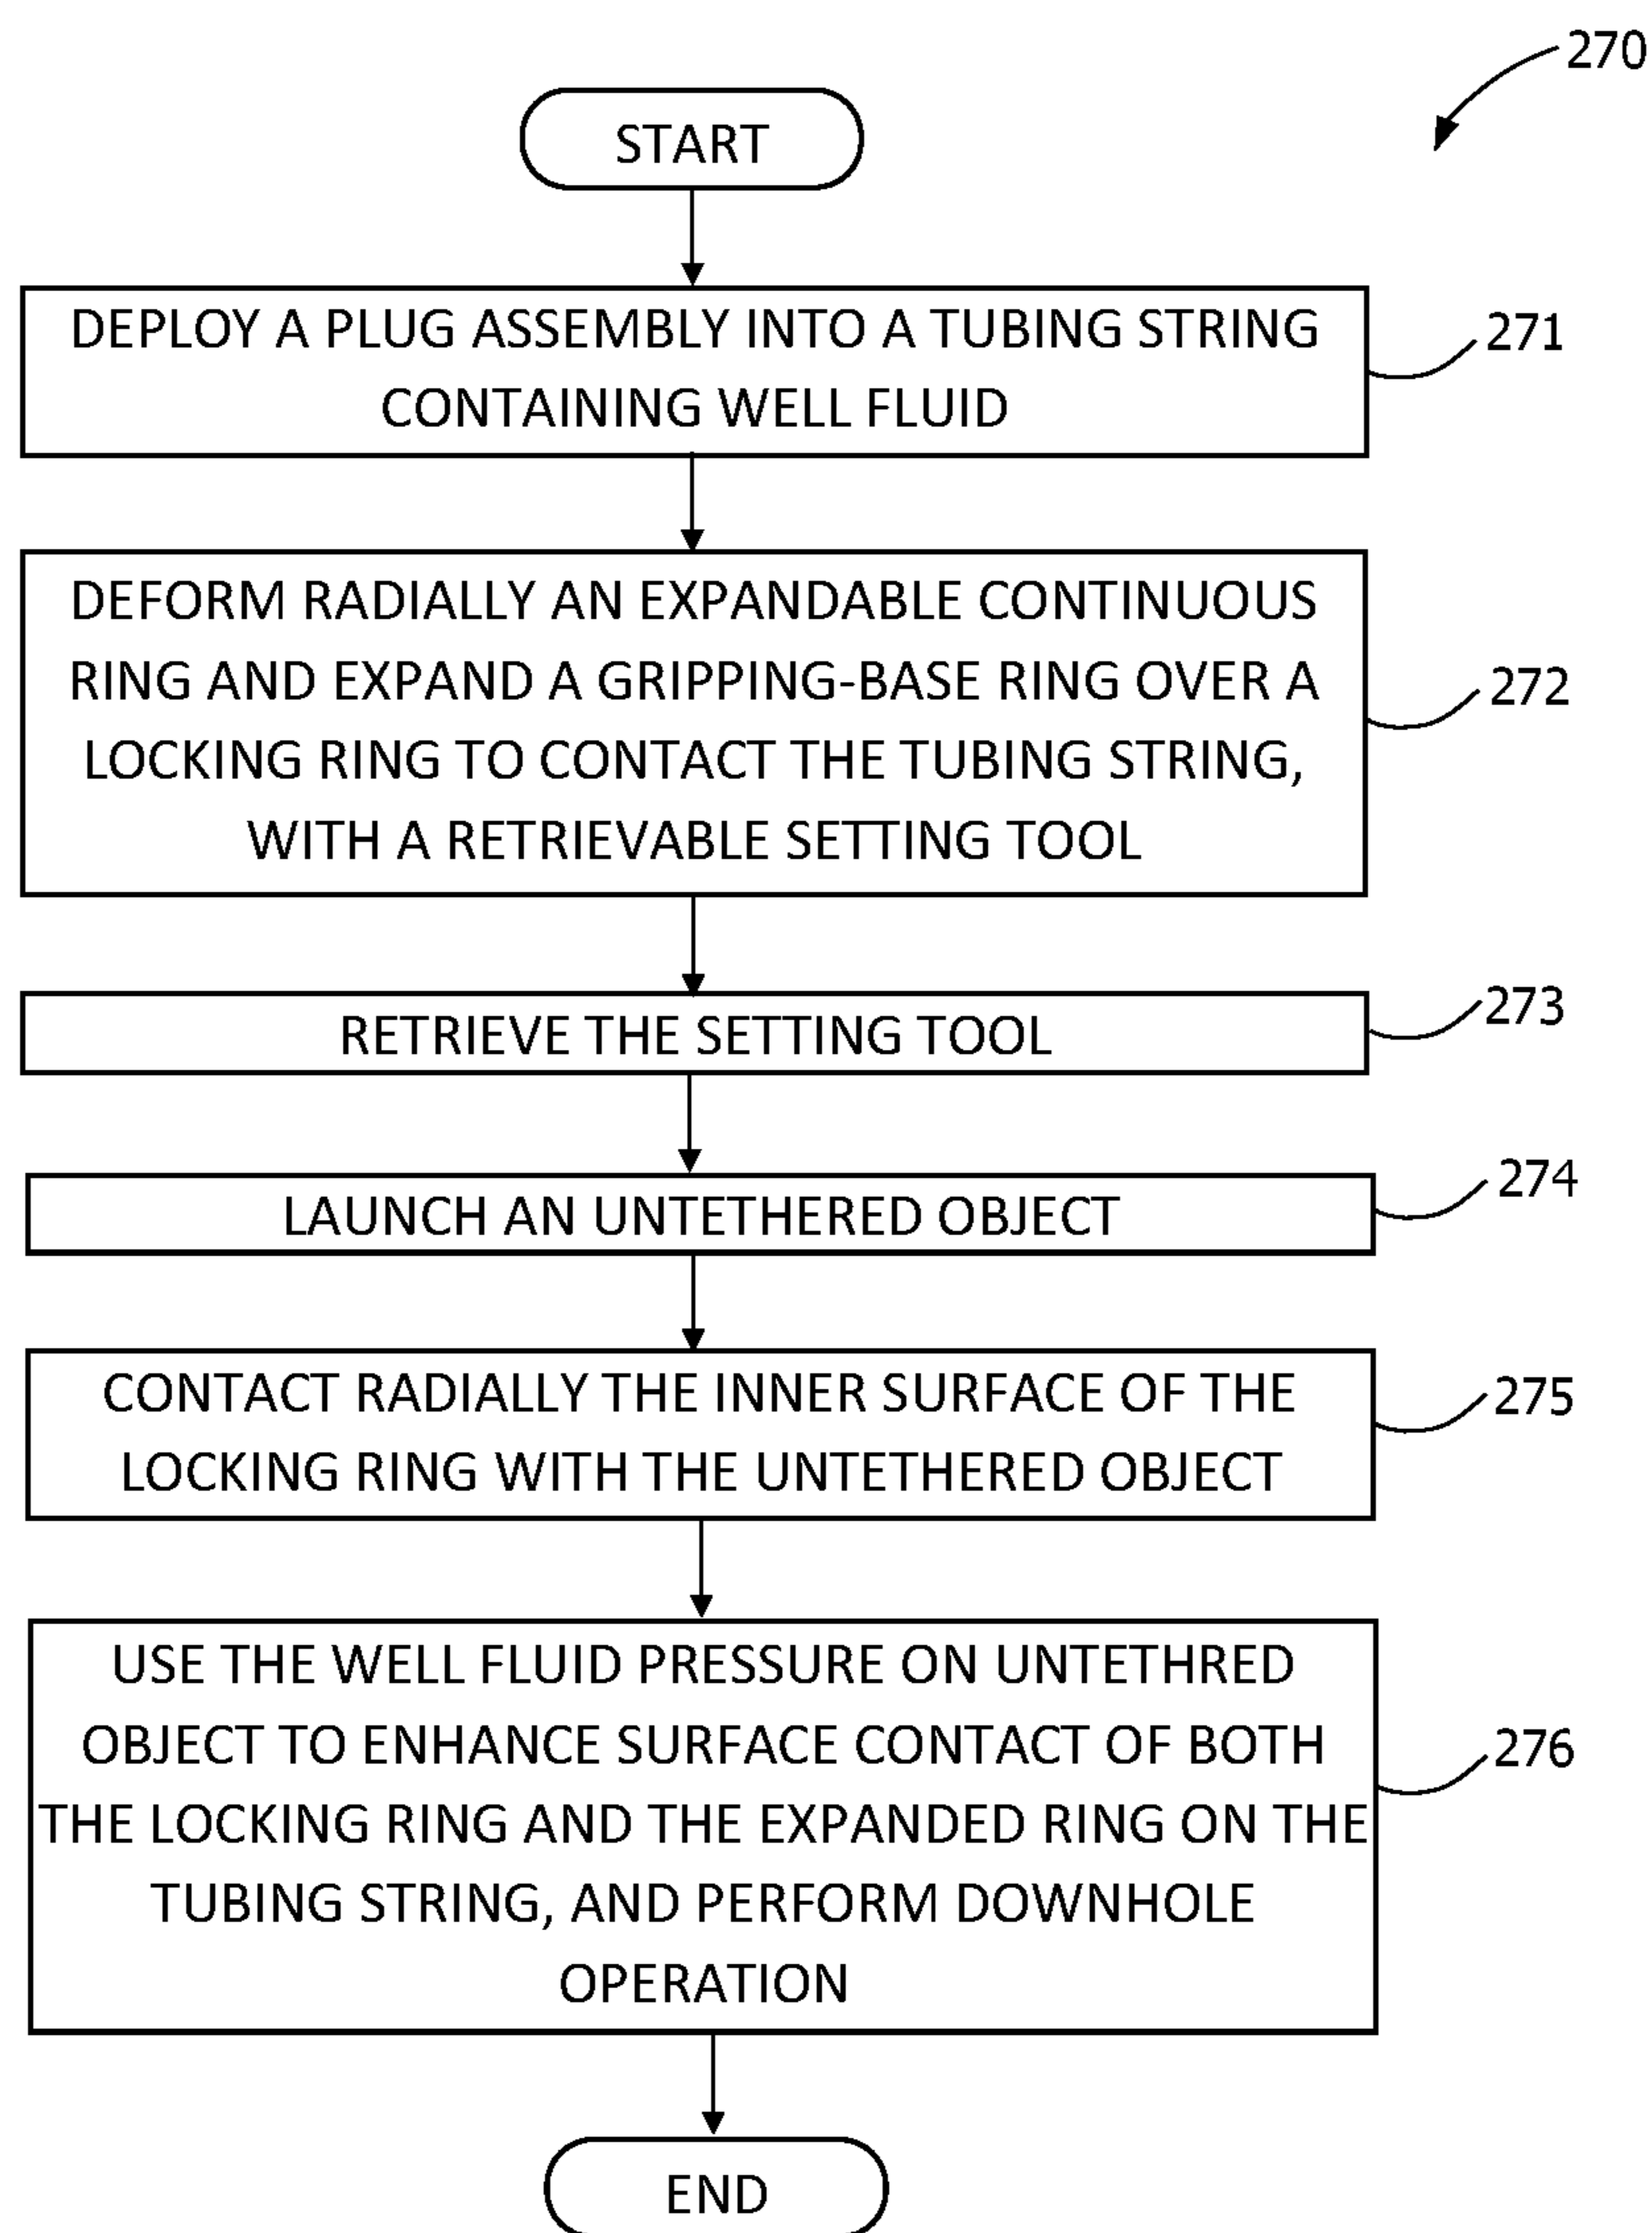 270
START
DEPLOY A PLUG ASSEMBLY INTO A TUBING STRING
CONTAINING WELL FLUID
271
DEFORM RADIALLY AN EXPANDABLE CONTINUOUS
RING AND EXPAND A GRIPPING-BASE RING OVER A
LOCKING RING TO CONTACT THE TUBING STRING,
WITH A RETRIEVABLE SETTING TOOL
272
RETRIEVE THE SETTING TOOL
273
LAUNCH AN UNTETHERED OBJECT
274
CONTACT RADIALLY THE INNER SURFACE OF THE
LOCKING RING WITH THE UNTETHERED OBJECT
275
USE THE WELL FLUID PRESSURE ON UNTETHRED
OBJECT TO ENHANCE SURFACE CONTACT OF BOTH
THE LOCKING RING AND THE EXPANDED RING ON THE
TUBING STRING, AND PERFORM DOWNHOLE
OPERATION
276
END